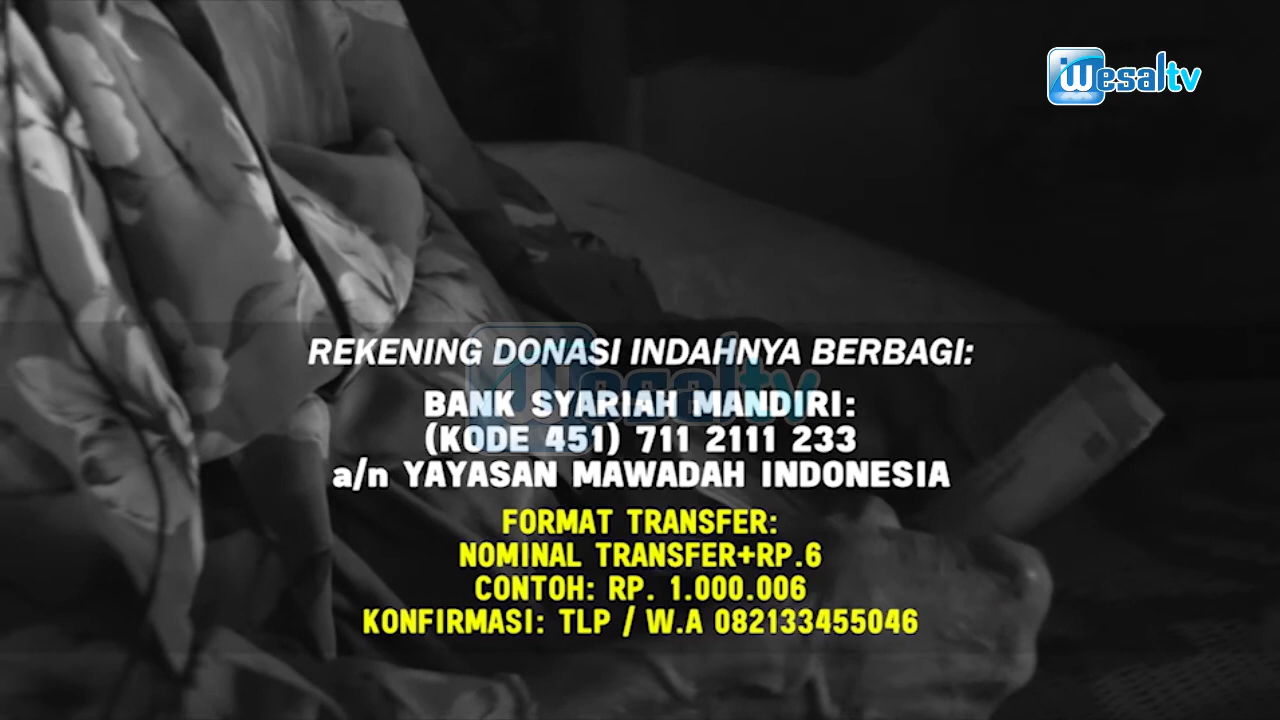 wesaltv
REKENING DONASI INDAHNYA BERBAGI:
wesaltv
BANK SYARIAH MANDIRI:
(KODE 451) 711 2111 233
a/n YAYASAN MAWADAH INDONESIA
FORMAT TRANSFER:
NOMINAL TRANSFER+RP.6
CONTOH: RP. 1.000.006
KONFIRMASI: TLP / W.A 082133455046